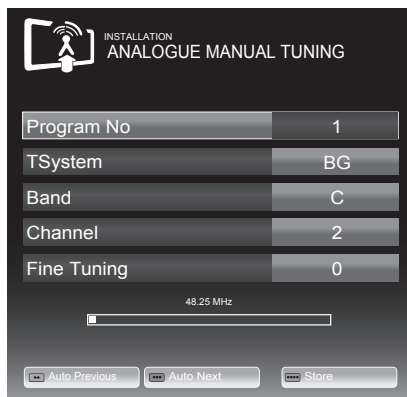 INSTALLATION
ANALOGUE MANUAL TUNING
Program No 1
TSystem BG
Band C
Channel 2
Fine Tuning 0
48.25 MHz
Auto Previous Auto Next Store